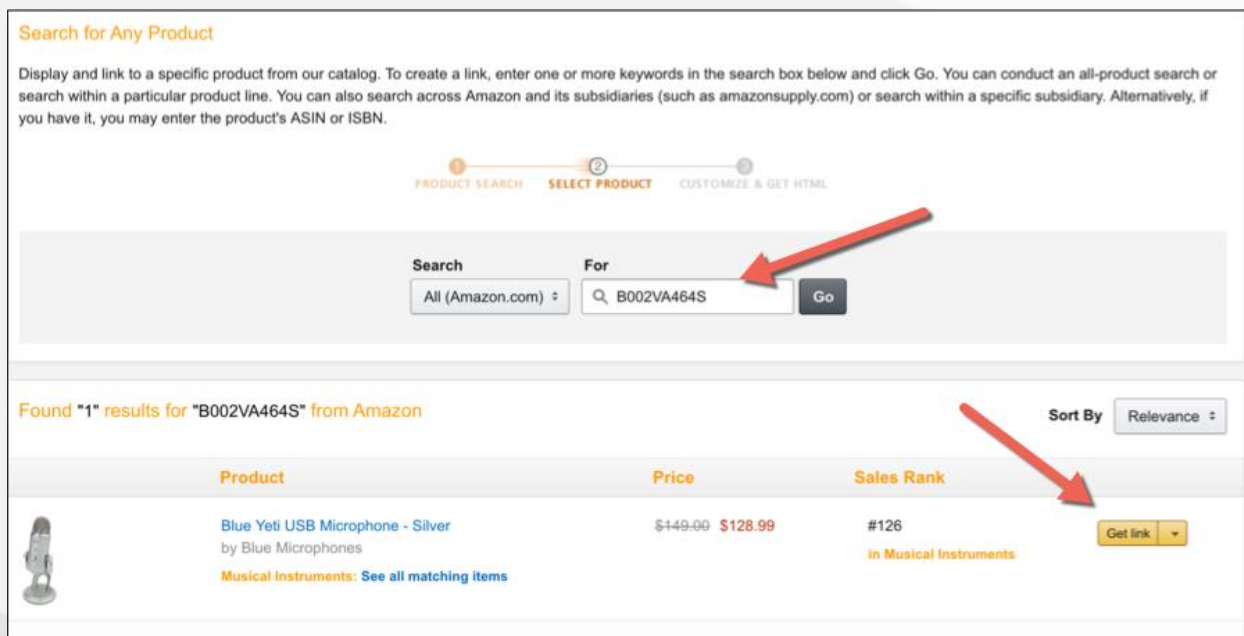 Search for Any Product
Display and link to a specific product from our catalog. To create a link, enter one or more keywords in the search box below and click Go. You can conduct an all-product search or
search within a particular product line. You can also search across Amazon and its subsidiaries (such as amazonsupply.com) or search within a specific subsidiary. Alternatively, if
you have it, you may enter the product's ASIN or ISBN.
1 2 3
PRODUCT SEARCH SELECT PRODUCT CUSTOMIZE & GET HTML
Search For
All (Amazon.com) B002VA464S Go
Found "1" results for "B002VA464S" from Amazon
Sort By Relevance
Product Price Sales Rank
Blue Yeti USB Microphone - Silver $149.00 $128.99 #126 Get link
by Blue Microphones in Musical Instruments
Musical Instruments: See all matching items